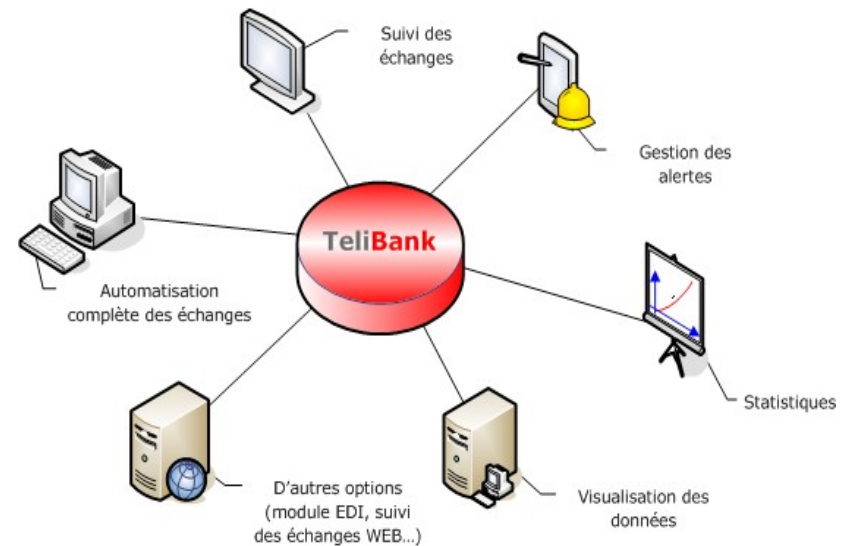 Suivi des
échanges
Gestion des
alertes
TeliBank
Automatisation
complète des échanges
Statistiques
D'autres options
(module EDI, suivi
des échanges WEB...)
Visualisation des
données